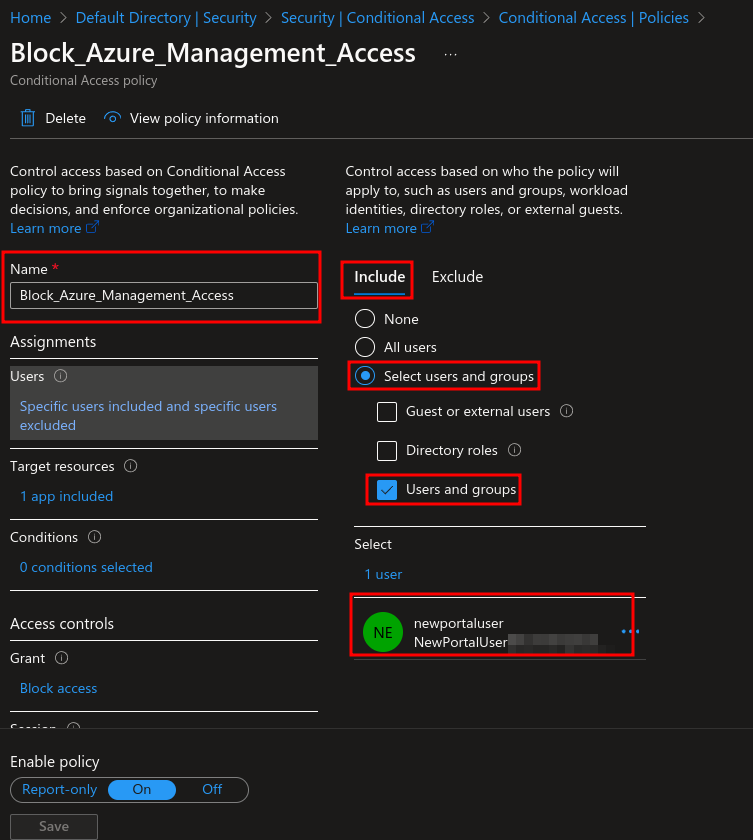 Home > Default Directory | Security > Security | Conditional Access > Conditional Access | Policies >
Block_Azure_Management_Access ...
Conditional Access policy
Delete View policy information
Control access based on Conditional Access
policy to bring signals together, to make
decisions, and enforce organizational policies.
Learn more
Name *
Block_Azure_Management_Access
Assignments
Users
Specific users included and specific users
excluded
Target resources
1 app included
Conditions
0 conditions selected
Access controls
Grant
Block access
Session
Control access based on who the policy will
apply to, such as users and groups, workload
identities, directory roles, or external guests.
Learn more
Include Exclude
None
All users
Select users and groups
Guest or external users
Directory roles
Users and groups
Select
1 user
NE
newportaluser
NewPortalUser
Enable policy
Report-only On Off
Save